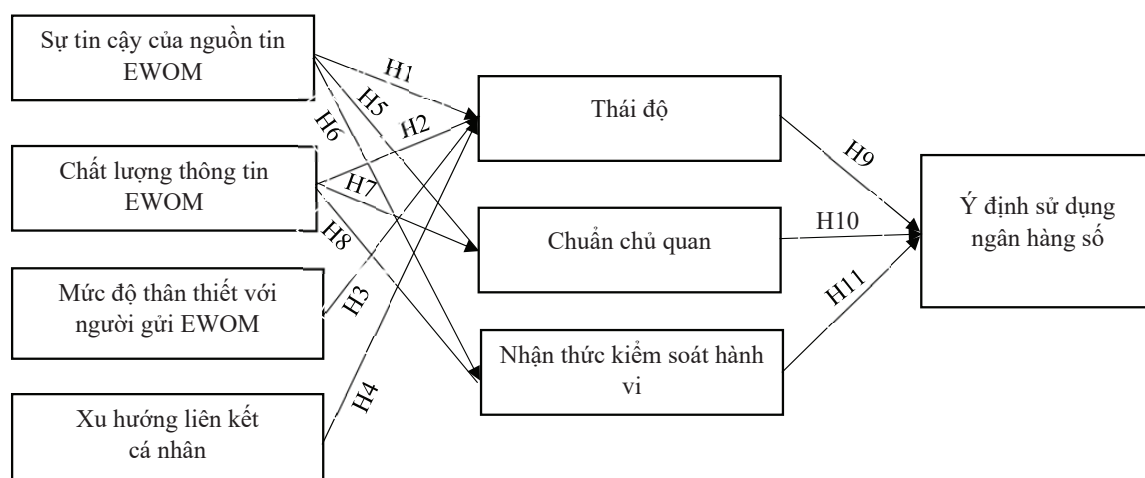 Sự tin cậy của nguồn tin
EWOM
Chất lượng thông tin
EWOM
Mức độ thân thiết với
người gửi EWOM
Xu hướng liên kết
cá nhân
H1
H5
H6
H2
H7
H8
H3
H4
Thái độ
Chuẩn chủ quan
Nhận thức kiểm soát hành
vi
H9
H10
H11
Ý định sử dụng
ngân hàng số